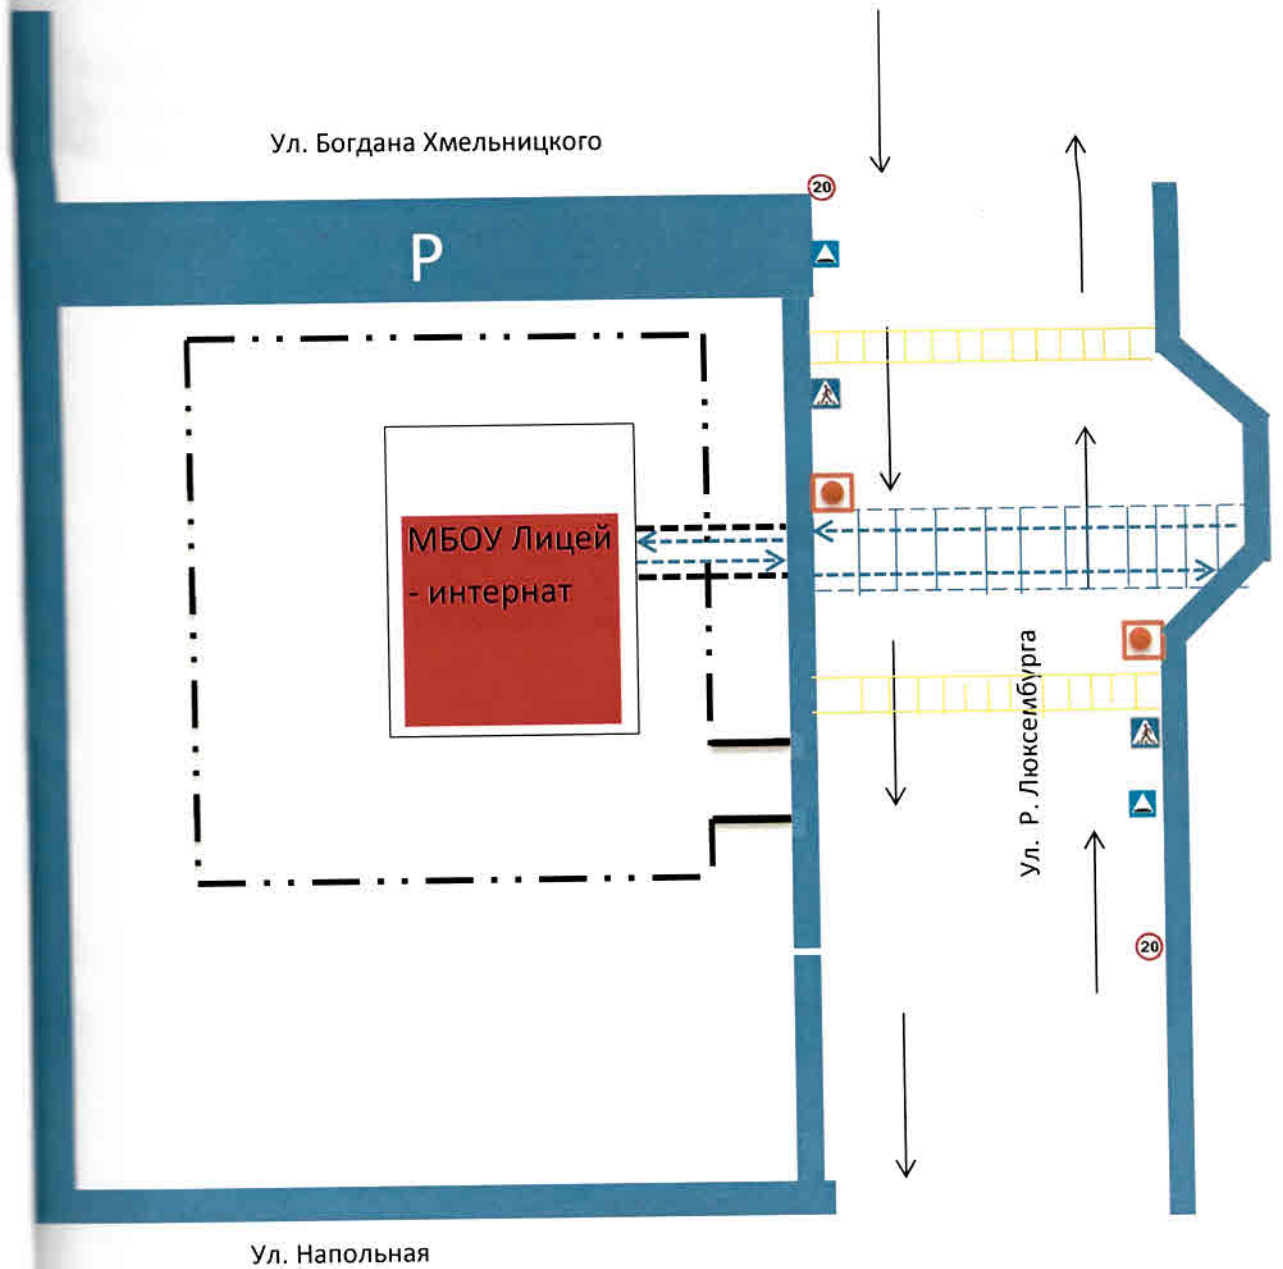 Ул. Богдана Хмельницкого
20
Р
МБОУ Лицей
- интернат
Ул. Р. Люксембурга
20
Ул. Напольная